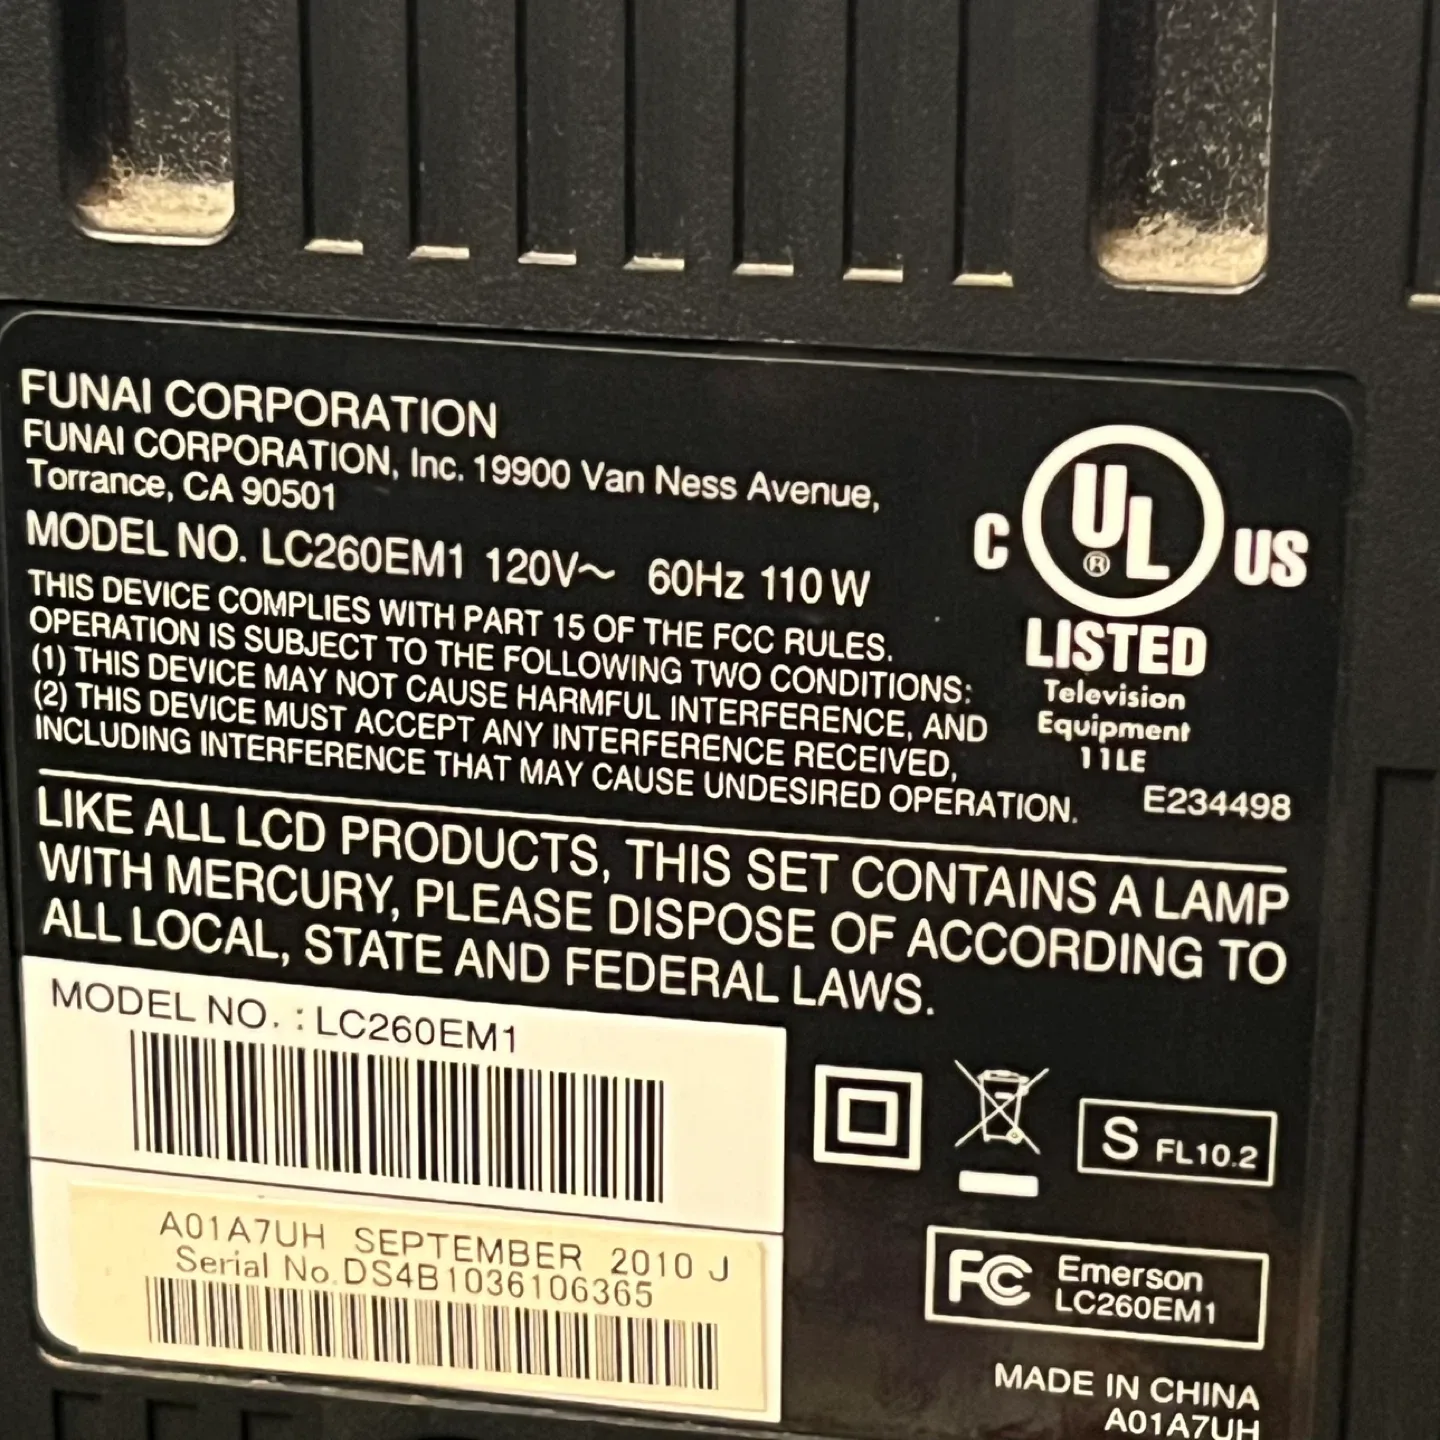 FUNAI CORPORATION
FUNAI CORPORATION, Inc. 19900 Van Ness Avenue,
Torrance, CA 90501
MODEL NO. LC260EM1 120V~ 60Hz 110 W
THIS DEVICE COMPLIES WITH PART 15 OF THE FCC RULES.
OPERATION IS SUBJECT TO THE FOLLOWING TWO CONDITIONS:
(1) THIS DEVICE MAY NOT CAUSE HARMFUL INTERFERENCE, AND
(2) THIS DEVICE MUST ACCEPT ANY INTERFERENCE RECEIVED,
INCLUDING INTERFERENCE THAT MAY CAUSE UNDESIRED OPERATION.
C UL® US
LISTED
Television
Equipment
11LE
E234498
LIKE ALL LCD PRODUCTS, THIS SET CONTAINS A LAMP
WITH MERCURY, PLEASE DISPOSE OF ACCORDING TO
ALL LOCAL, STATE AND FEDERAL LAWS.
MODEL NO. : LC260EM1
A01A7UH SEPTEMBER 2010 J
Serial No.DS4B1036106365
S FL10.2
FC Emerson
LC260EM1
MADE IN CHINA
A01A7UH